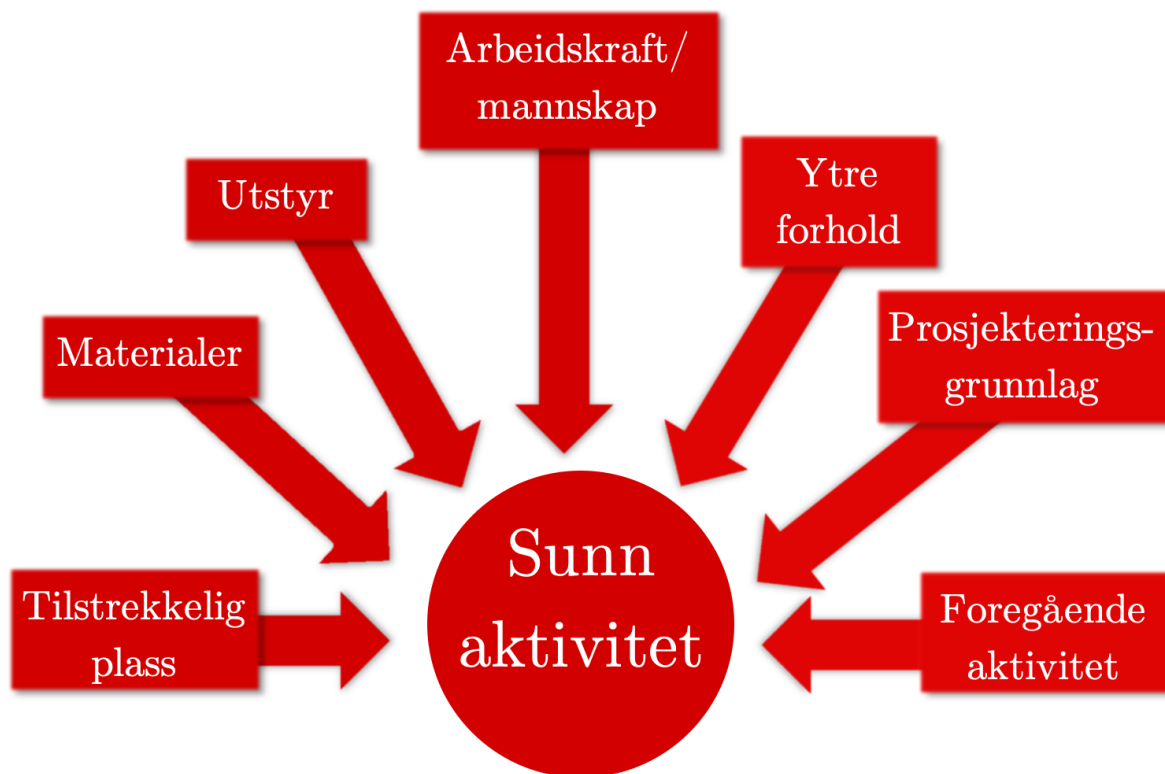 Arbeidskraft/
mannskap
Utstyr
Ytre
forhold
Materialer
Prosjekterings-
grunnlag
Sunn
aktivitet
Tilstrekkelig
plass
Foregående
aktivitet